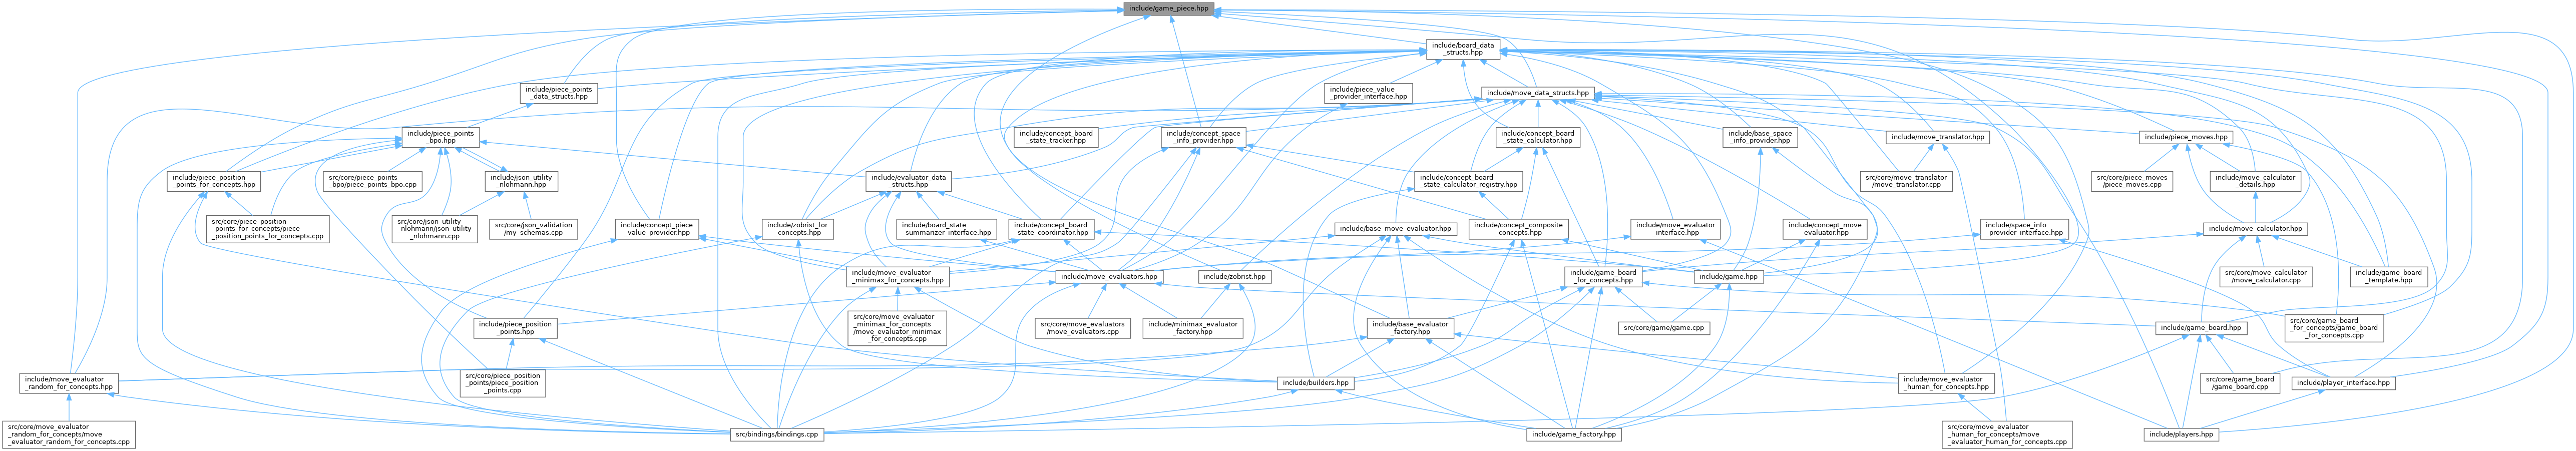 include/game_piece.hpp
include/board_data
_structs.hpp
include/piece_points
_data_structs.hpp
include/piece_value
_provider_interface.hpp
include/move_data_structs.hpp
include/piece_points
_bpo.hpp
include/concept_board
_state_tracker.hpp
include/concept_space
_info_provider.hpp
include/concept_board
_state_calculator.hpp
include/base_space
_info_provider.hpp
include/move_translator.hpp
include/piece_moves.hpp
include/piece_position
_points_for_concepts.hpp
src/core/piece_points
_bpo/piece_points_bpo.cpp
include/json_utility
_nlohmann.hpp
include/evaluator_data
_structs.hpp
include/concept_board
_state_calculator_registry.hpp
src/core/move_translator
/move_translator.cpp
src/core/piece_moves
/piece_moves.cpp
include/move_calculator
_details.hpp
src/core/piece_position
_points_for_concepts/piece
_position_points_for_concepts.cpp
src/core/json_utility
_nlohmann/json_utility
_nlohmann.cpp
src/core/json_validation
/my_schemas.cpp
include/concept_piece
_value_provider.hpp
include/zobrist_for
_concepts.hpp
include/board_state
_summarizer_interface.hpp
include/concept_board
_state_coordinator.hpp
include/base_move_evaluator.hpp
include/concept_composite
_concepts.hpp
include/move_evaluator
_interface.hpp
include/concept_move
_evaluator.hpp
include/space_info
_provider_interface.hpp
include/move_calculator.hpp
include/move_evaluator
_minimax_for_concepts.hpp
include/move_evaluators.hpp
include/zobrist.hpp
include/game_board
_for_concepts.hpp
include/game.hpp
src/core/move_calculator
/move_calculator.cpp
include/game_board
_template.hpp
include/piece_position
_points.hpp
src/core/move_evaluator
_minimax_for_concepts
/move_evaluator_minimax
_for_concepts.cpp
src/core/move_evaluators
/move_evaluators.cpp
include/minimax_evaluator
_factory.hpp
include/base_evaluator
_factory.hpp
src/core/game/game.cpp
include/game_board.hpp
src/core/game_board
_for_concepts/game_board
_for_concepts.cpp
include/move_evaluator
_random_for_concepts.hpp
src/core/piece_position
_points/piece_position
_points.cpp
include/builders.hpp
include/move_evaluator
_human_for_concepts.hpp
src/core/game_board
/game_board.cpp
include/player_interface.hpp
src/core/move_evaluator
_random_for_concepts/move
_evaluator_random_for_concepts.cpp
src/bindings/bindings.cpp
include/game_factory.hpp
src/core/move_evaluator
_human_for_concepts/move
_evaluator_human_for_concepts.cpp
include/players.hpp